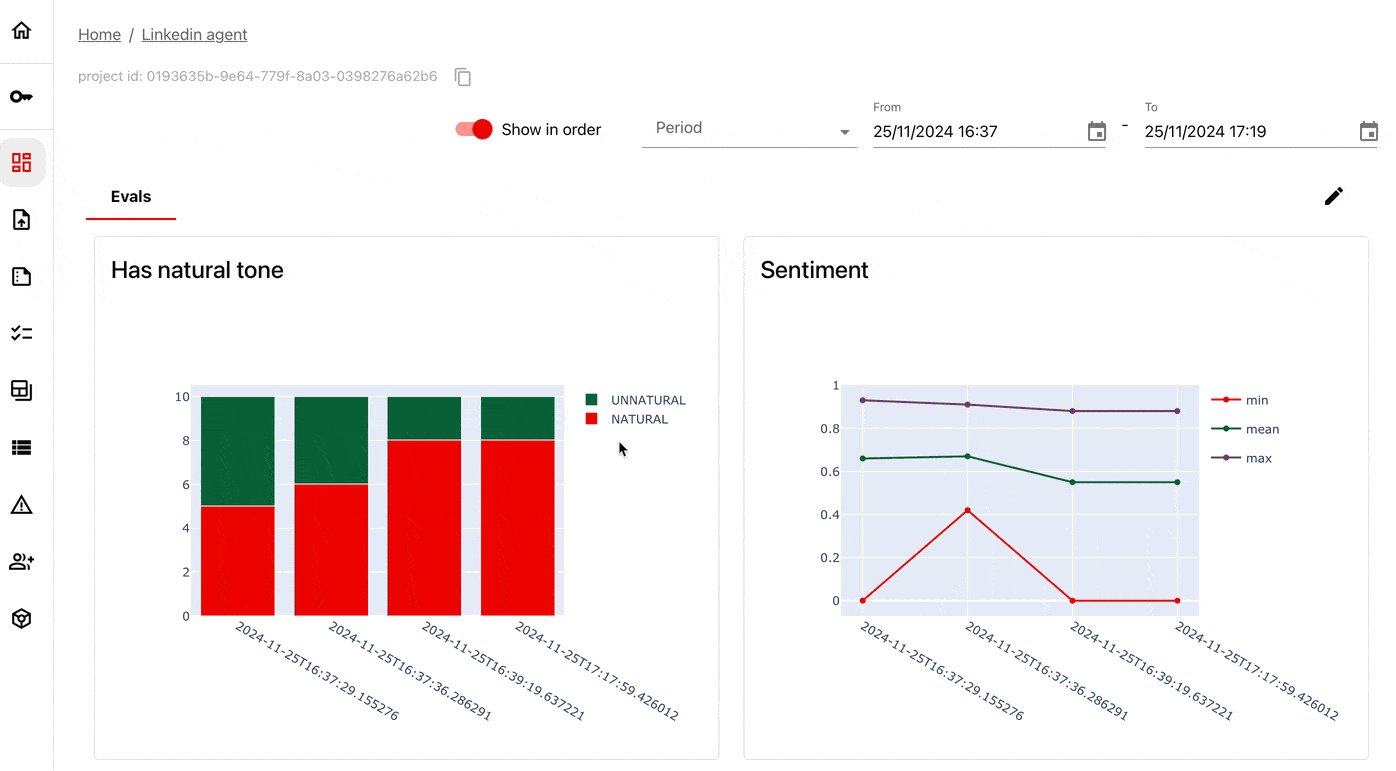 Home / Linkedin agent
project id: 0193635b-9e64-779f-8a03-0398276a62b6
Show in order
Period
From
25/11/2024 16:37
-
To
25/11/2024 17:19
Evals
Has natural tone
10
8
6
4
2
0
UNNATURAL
NATURAL
2024-11-25T16:37:29.155276
2024-11-25T16:37:36.286291
2024-11-25T16:39:19.637221
2024-11-25T17:17:59.426012
Sentiment
1
0.8
0.6
0.4
0.2
0
min
mean
max
2024-11-25T16:37:29.155276
2024-11-25T16:37:36.286291
2024-11-25T16:39:19.637221
2024-11-25T17:17:59.426012